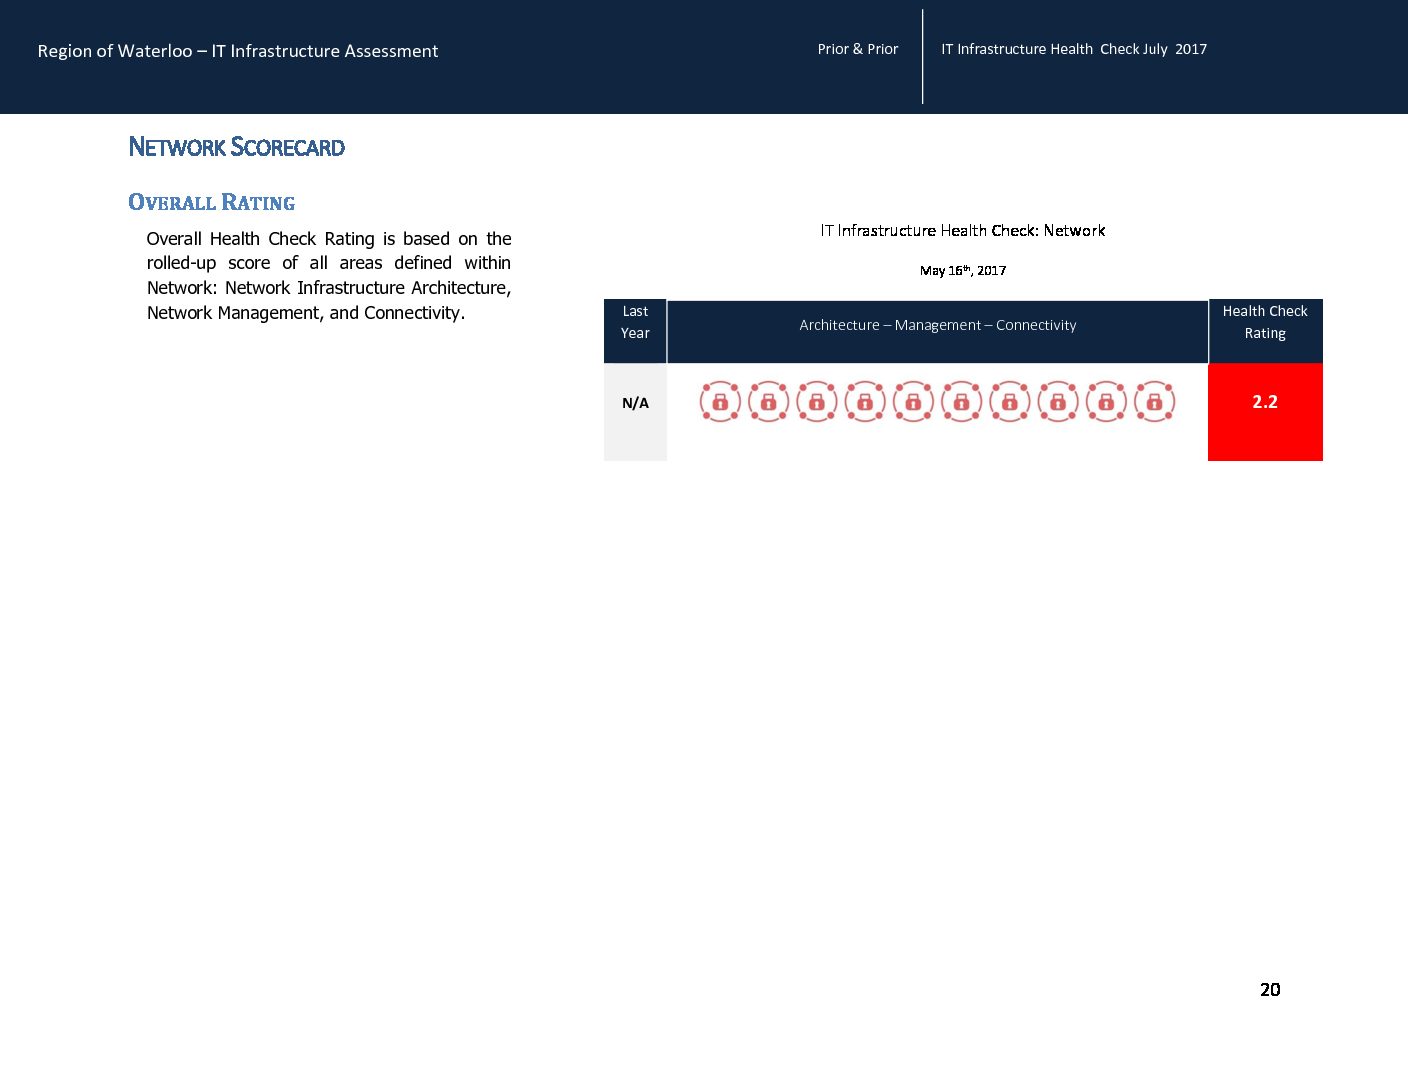 Region of Waterloo – IT Infrastructure Assessment
Prior & Prior
IT Infrastructure Health Check July 2017
NETWORK SCORECARD
OVERALL RATING
Overall Health Check Rating is based on the
rolled-up score of all areas defined within
Network: Network Infrastructure Architecture,
Network Management, and Connectivity.
IT Infrastructure Health Check: Network
May 16th, 2017
Last
Year
Architecture – Management – Connectivity
Health Check
Rating
N/A
2.2
20